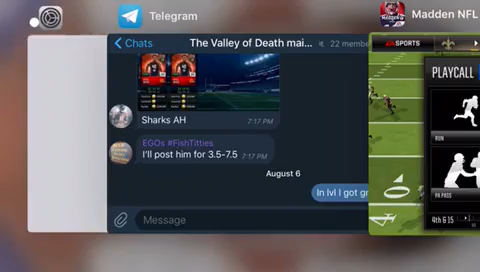 Telegram
Madden NFL
Chats
The Valley of Death mai...
22 membe
Sharks AH
7:17 PM
EGOs #FishTitties
I'll post him for 3.5-7.5
7:17 PM
August 6
In lvl I got gr
Message
EA SPORTS
PLAYCALL
RUN
PA PASS
4th & 15